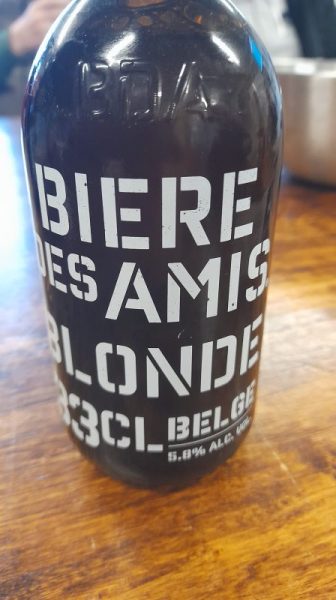 BDA
BIERE
DES AMIS.
BLONDE
33CL BELGE
5.8% ALC. VOL